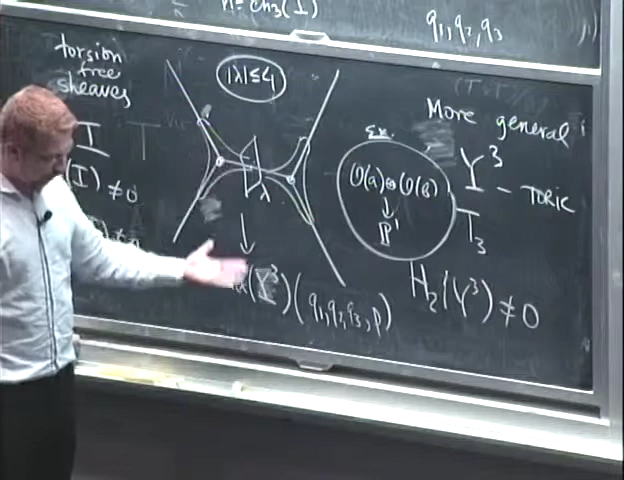 ch₃(I)
q₁,q₂,q₃
torsion
free
sheaves
I
(I) ≠ 0
|λ| ≤ 4
λ
(Y³)(q₁,q₂,q₃,p)
Ex.
O(a)⊕O(b)
↓
P¹
More general
Y³ - TORIC
T₃
H₂(Y³) ≠ 0